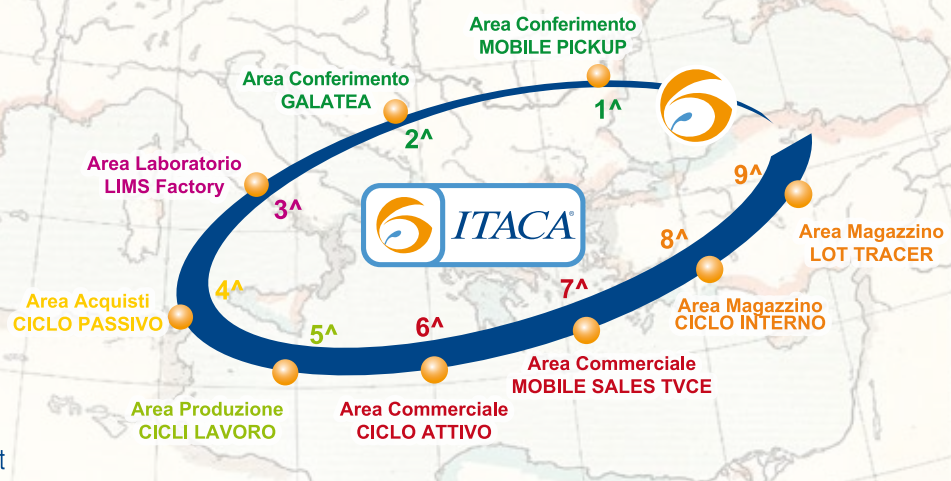 Area Conferimento
MOBILE PICKUP
1^
Area Conferimento
GALATEA
2^
Area Laboratorio
LIMS Factory
3^
ITACA®
Area Acquisti
CICLO PASSIVO
4^
Area Produzione
CICLI LAVORO
5^
Area Commerciale
CICLO ATTIVO
6^
Area Commerciale
MOBILE SALES TVCE
7^
Area Magazzino
CICLO INTERNO
8^
Area Magazzino
LOT TRACER
9^
t